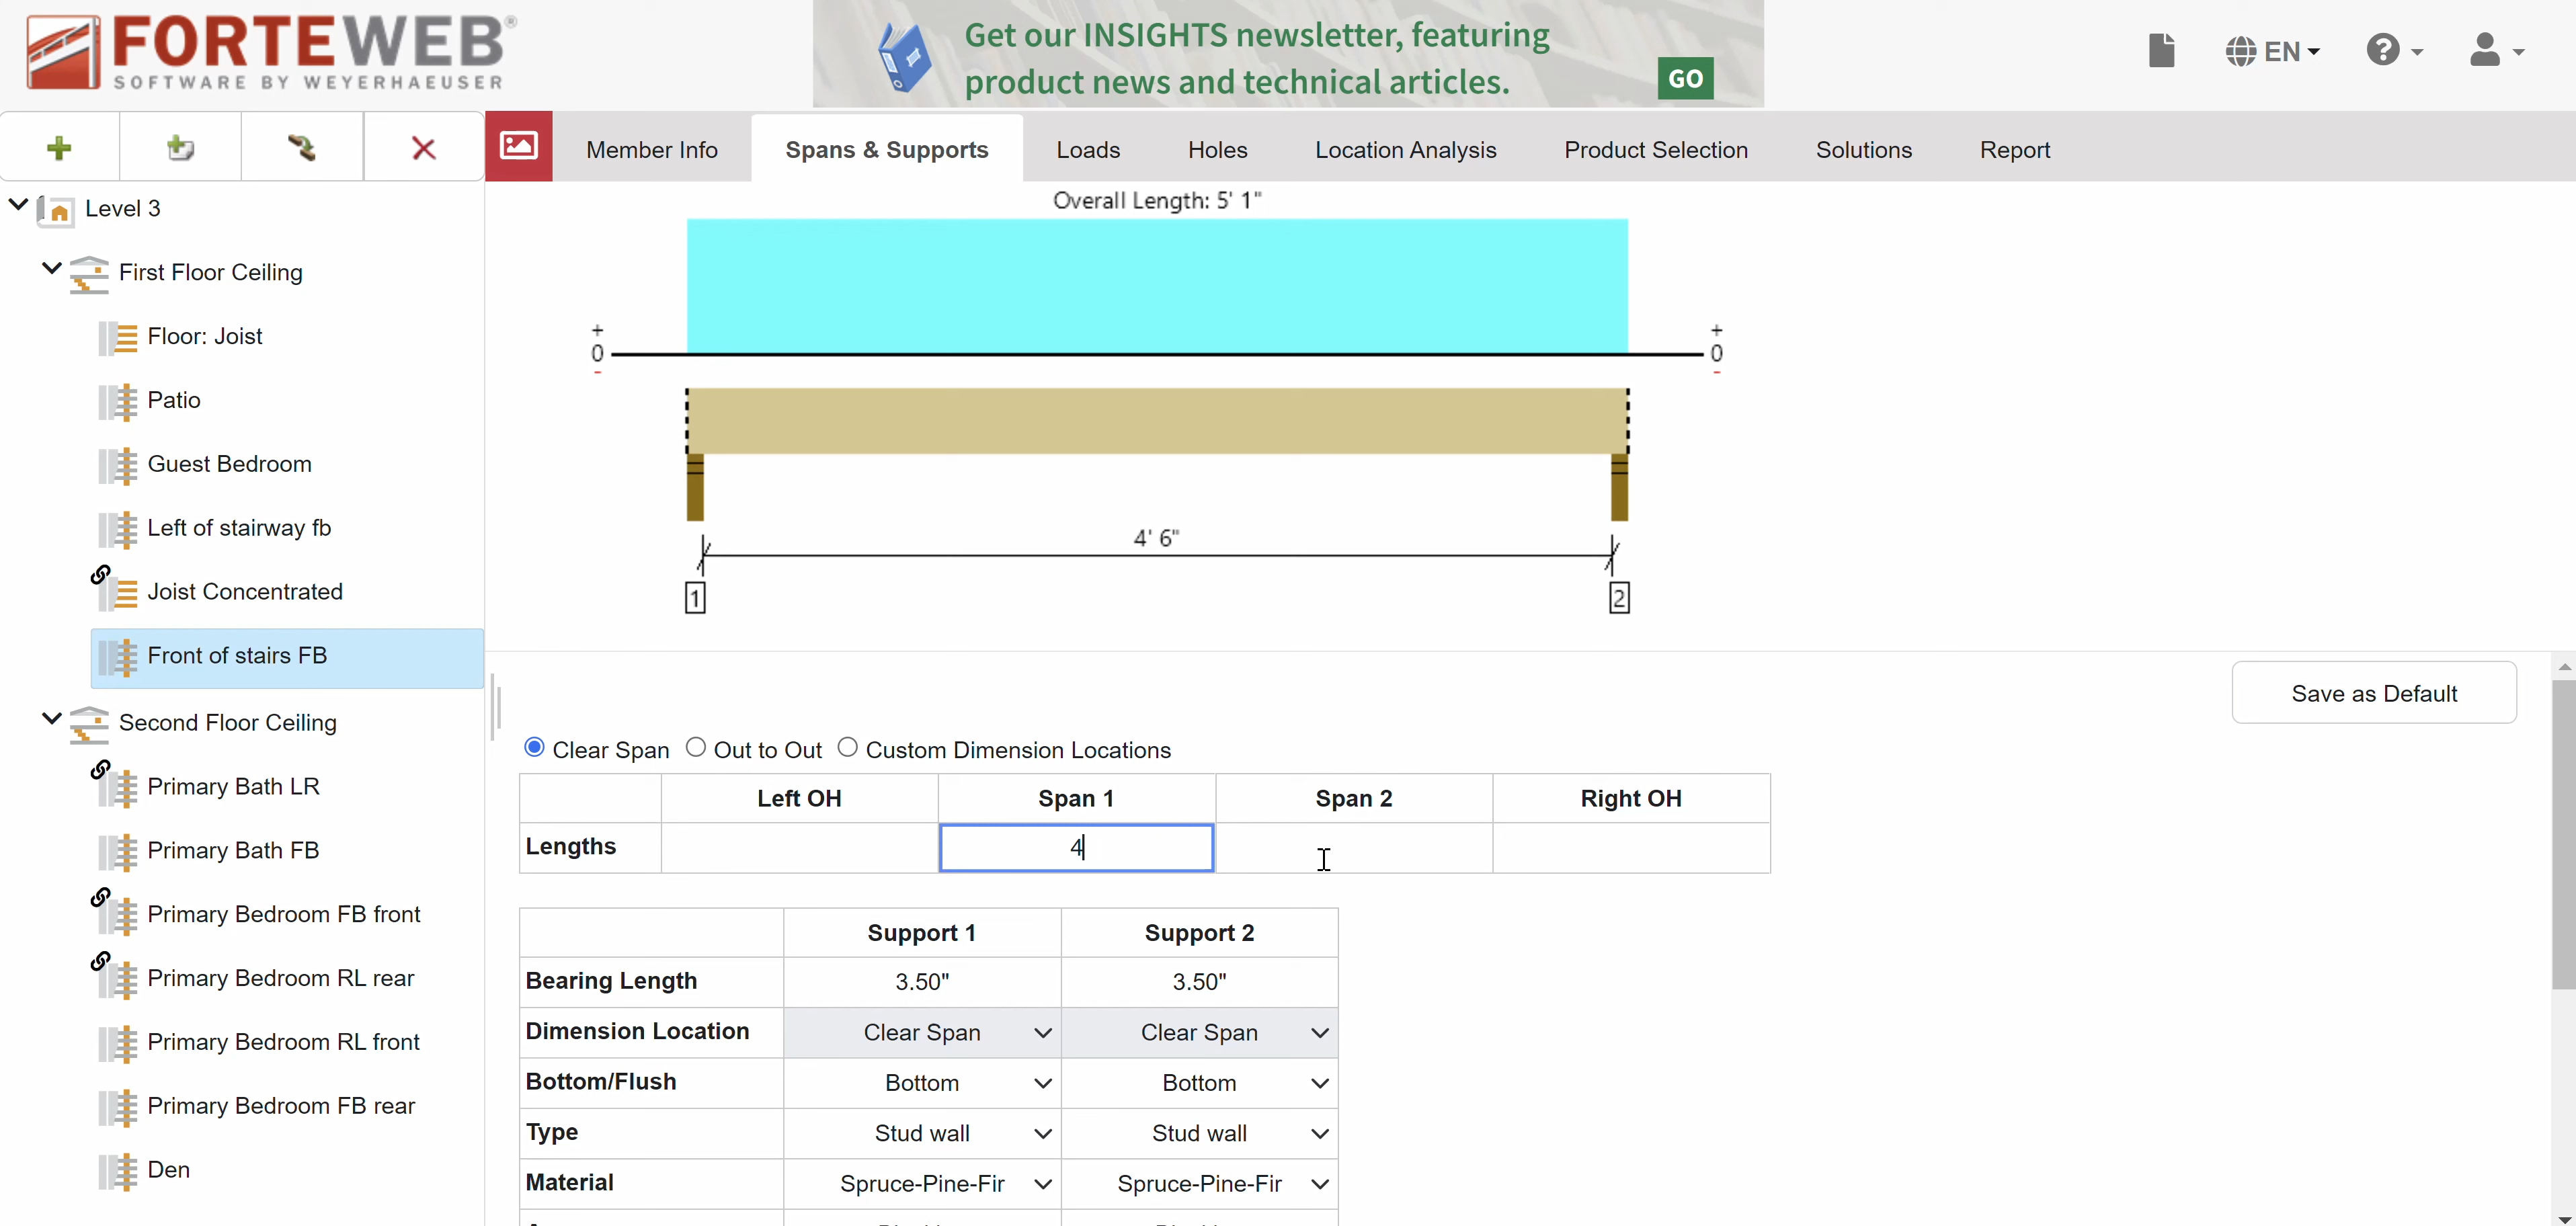 FORTEWEB®
SOFTWARE BY WEYERHAEUSER
Get our INSIGHTS newsletter, featuring
product news and technical articles.
GO
EN
Member Info
Spans & Supports
Loads
Holes
Location Analysis
Product Selection
Solutions
Report
Level 3
First Floor Ceiling
Floor: Joist
Patio
Guest Bedroom
Left of stairway fb
Joist Concentrated
Front of stairs FB
Second Floor Ceiling
Primary Bath LR
Primary Bath FB
Primary Bedroom FB front
Primary Bedroom RL rear
Primary Bedroom RL front
Primary Bedroom FB rear
Den
Overall Length: 5' 1"
+ +
0 0
- -
4' 6"
1 2
Save as Default
Clear Span Out to Out Custom Dimension Locations
Left OH Span 1 Span 2 Right OH
Lengths 4
Support 1 Support 2
Bearing Length 3.50" 3.50"
Dimension Location Clear Span Clear Span
Bottom/Flush Bottom Bottom
Type Stud wall Stud wall
Material Spruce-Pine-Fir Spruce-Pine-Fir